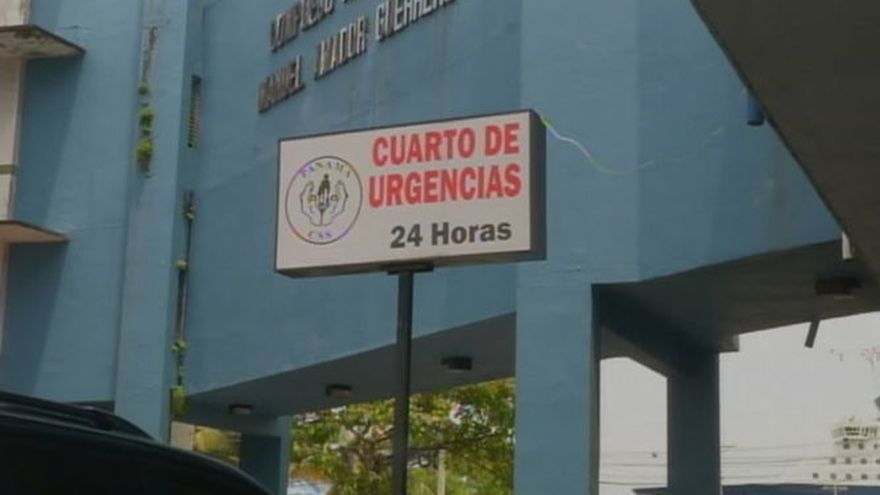 MANUEL AMADOR GUERRERO
CUARTO DE
URGENCIAS
24 Horas
PANAMA
CSS